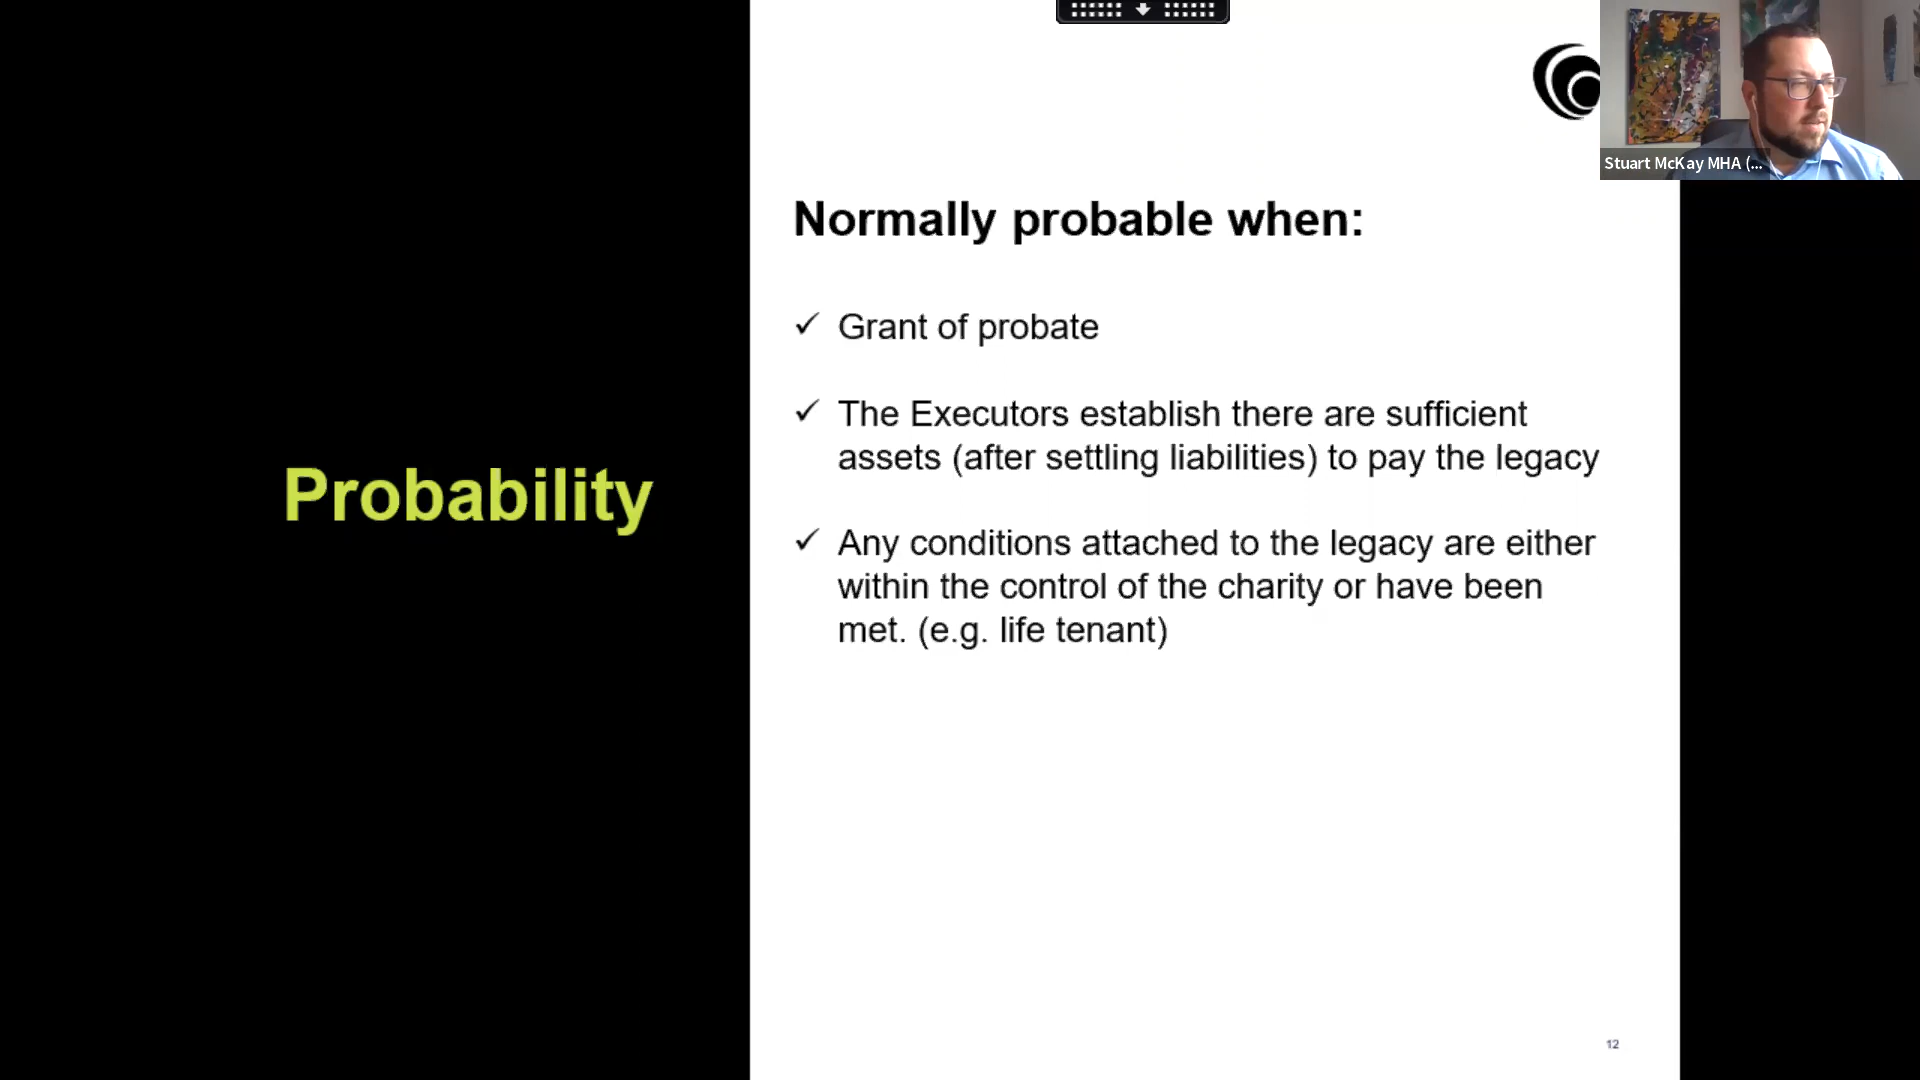 Stuart McKay MHA (...
Normally probable when:
✓ Grant of probate
✓ The Executors establish there are sufficient
assets (after settling liabilities) to pay the legacy
Probability
✓ Any conditions attached to the legacy are either
within the control of the charity or have been
met. (e.g. life tenant)
12